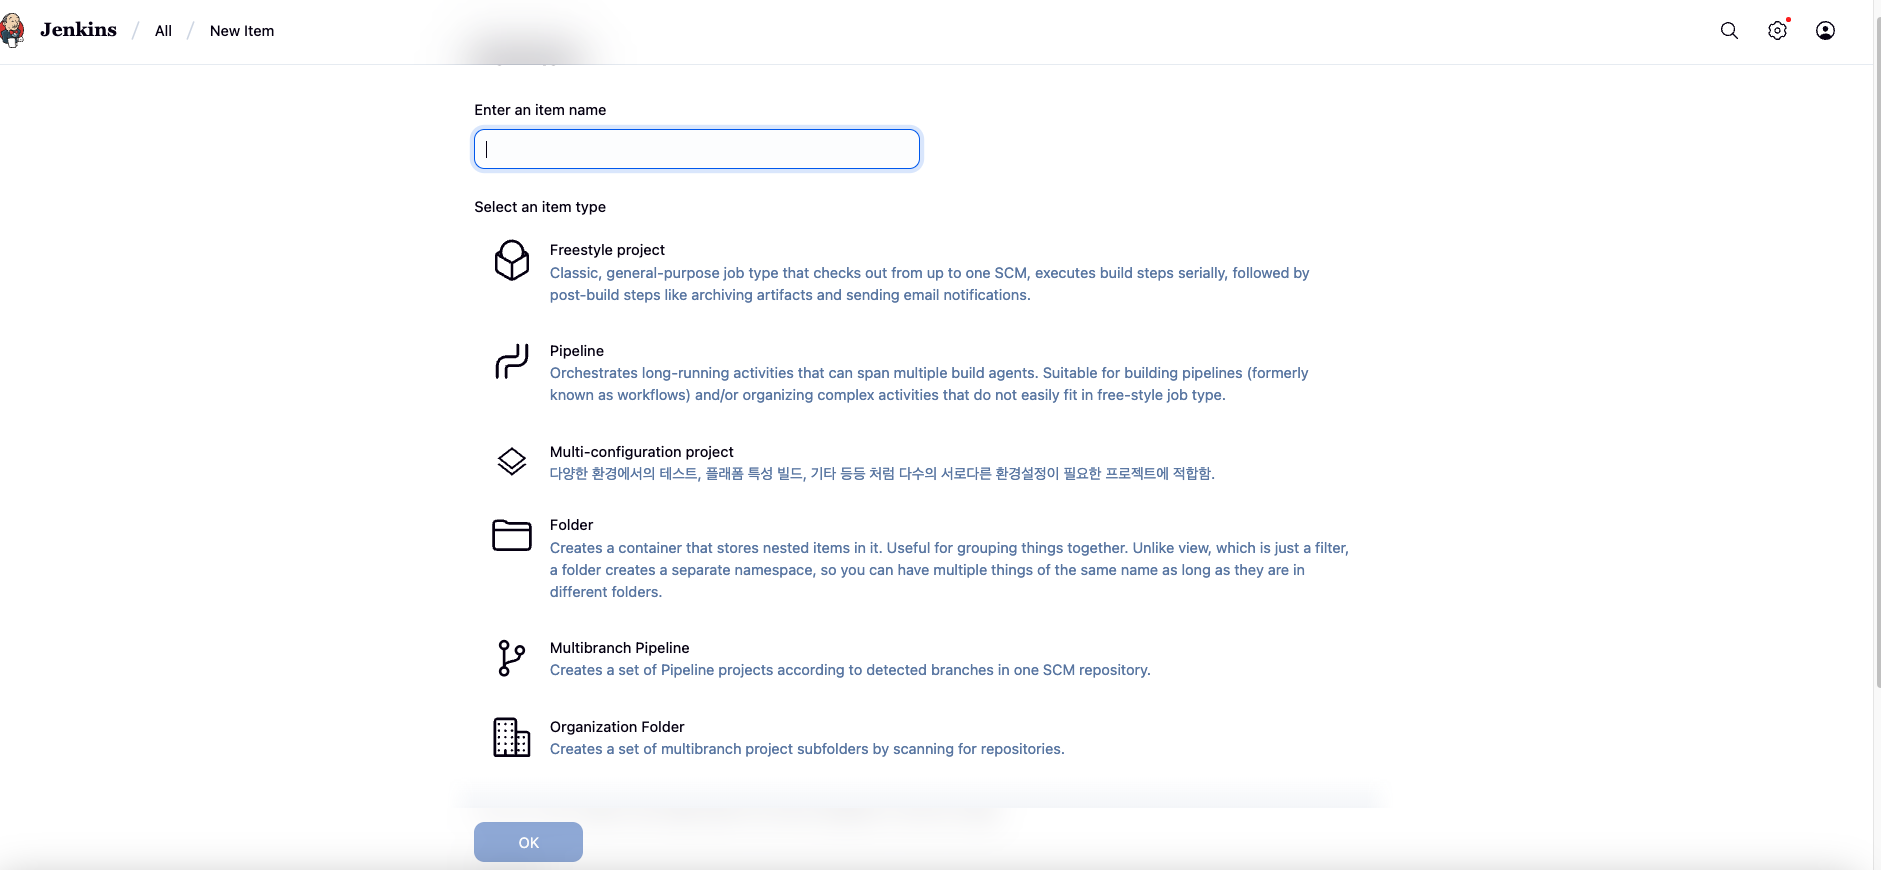 Jenkins / All / New Item
Enter an item name
Select an item type
Freestyle project
Classic, general-purpose job type that checks out from up to one SCM, executes build steps serially, followed by
post-build steps like archiving artifacts and sending email notifications.
Pipeline
Orchestrates long-running activities that can span multiple build agents. Suitable for building pipelines (formerly
known as workflows) and/or organizing complex activities that do not easily fit in free-style job type.
Multi-configuration project
다양한 환경에서의 테스트, 플래폼 특성 빌드, 기타 등등 처럼 다수의 서로다른 환경설정이 필요한 프로젝트에 적합함.
Folder
Creates a container that stores nested items in it. Useful for grouping things together. Unlike view, which is just a filter,
a folder creates a separate namespace, so you can have multiple things of the same name as long as they are in
different folders.
Multibranch Pipeline
Creates a set of Pipeline projects according to detected branches in one SCM repository.
Organization Folder
Creates a set of multibranch project subfolders by scanning for repositories.
OK